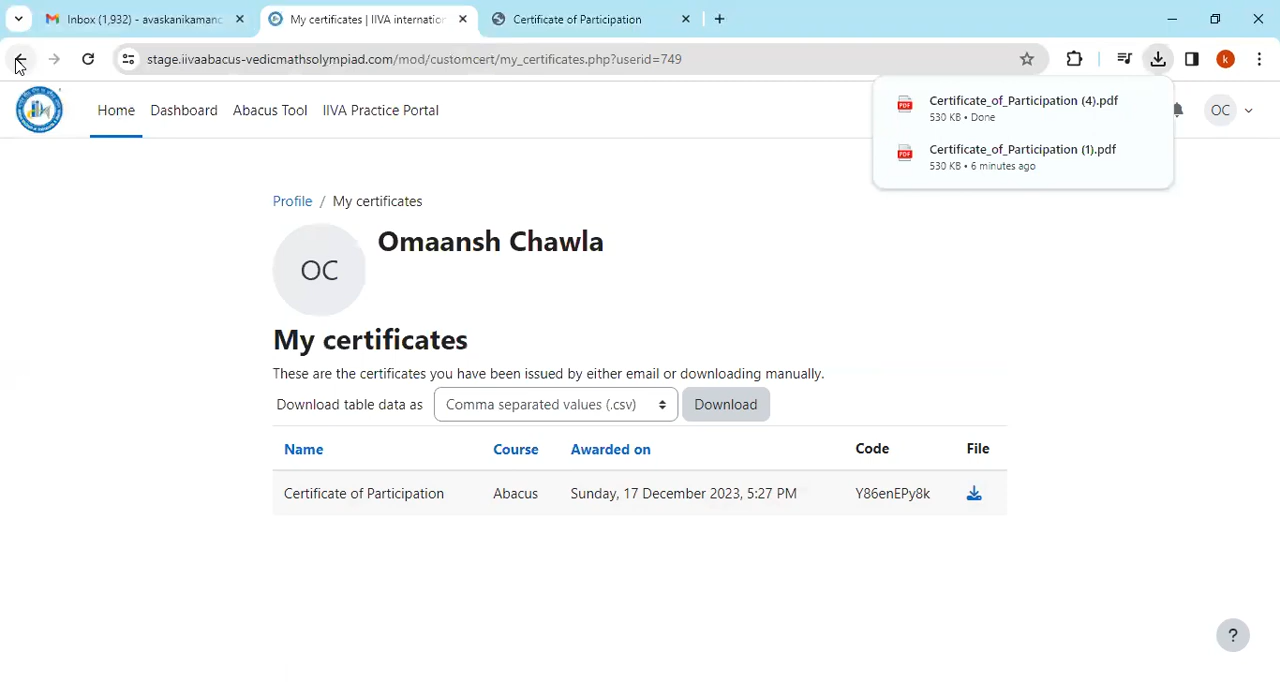 Inbox (1,932) - avaskanikamanc
My certificates | IIVA internatio
Certificate of Participation
stage.iivaabacus-vedicmathsolympiad.com/mod/customcert/my_certificates.php?userid=749
k
Home Dashboard Abacus Tool IIVA Practice Portal
OC
Certificate_of_Participation (4).pdf
530 KB • Done
Certificate_of_Participation (1).pdf
530 KB • 6 minutes ago
Profile / My certificates
OC
Omaansh Chawla
My certificates
These are the certificates you have been issued by either email or downloading manually.
Download table data as Comma separated values (.csv) Download
Name Course Awarded on Code File
Certificate of Participation Abacus Sunday, 17 December 2023, 5:27 PM Y86enEPy8k
?